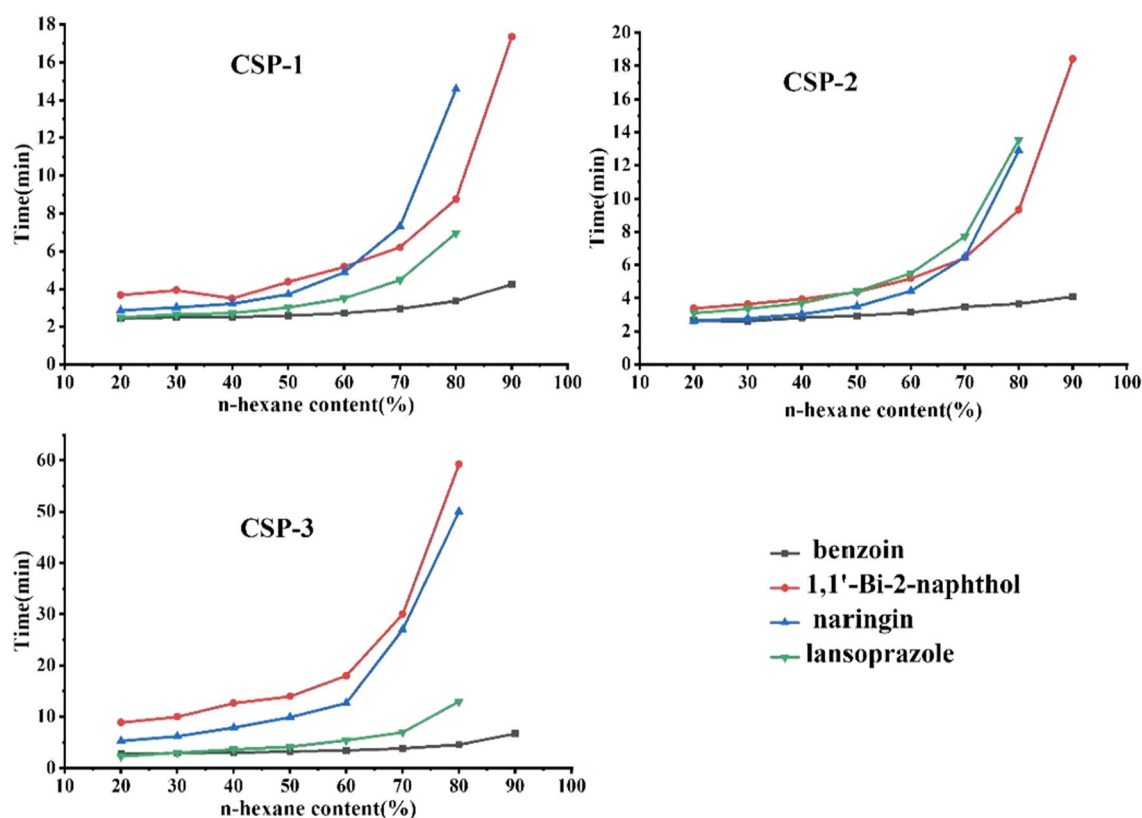 CSP-1
Time(min)
18
16
14
12
10
8
6
4
2
0
10 20 30 40 50 60 70 80 90 100
n-hexane content(%)
CSP-2
Time(min)
20
18
16
14
12
10
8
6
4
2
0
10 20 30 40 50 60 70 80 90 100
n-hexane content(%)
CSP-3
Time(min)
60
50
40
30
20
10
0
10 20 30 40 50 60 70 80 90 100
n-hexane content(%)
benzoin
1,1'-Bi-2-naphthol
naringin
lansoprazole